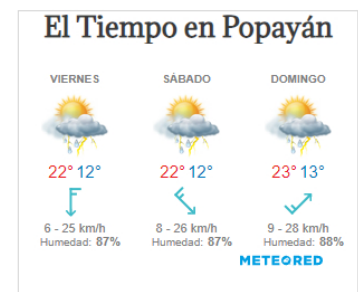 El Tiempo en Popayán
VIERNES SÁBADO DOMINGO
22° 12° 22° 12° 23° 13°
6 - 25 km/h 8 - 26 km/h 9 - 28 km/h
Humedad: 87% Humedad: 87% Humedad: 88%
METEORED